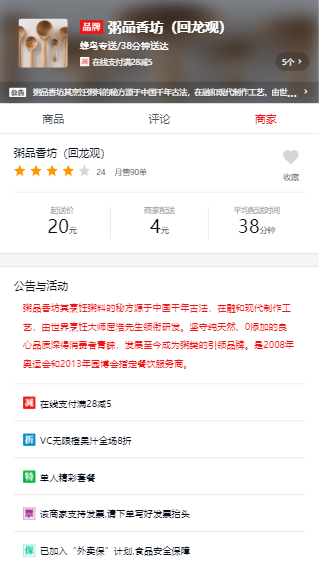 品牌 粥品香坊（回龙观）
蜂鸟专送/38分钟送达
减 在线支付满28减5
5个 >
公告 粥品香坊其烹饪粥料的秘方源于中国千年古法，在融和现代制作工艺，由世... >
商品 评论 商家
粥品香坊（回龙观）
24 月售90单
收藏
起送价 商家配送 平均配送时间
20元 4元 38分钟
公告与活动
粥品香坊其烹饪粥料的秘方源于中国千年古法，在融和现代制作工
艺，由世界烹饪大师屈浩先生领衔研发。坚守纯天然、0添加的良
心品质深得消费者青睐，发展至今成为粥类的引领品牌。是2008年
奥运会和2013年园博会指定餐饮服务商。
减 在线支付满28减5
折 VC无限橙果汁全场8折
特 单人精彩套餐
票 该商家支持发票,请下单写好发票抬头
保 已加入“外卖保”计划,食品安全保障